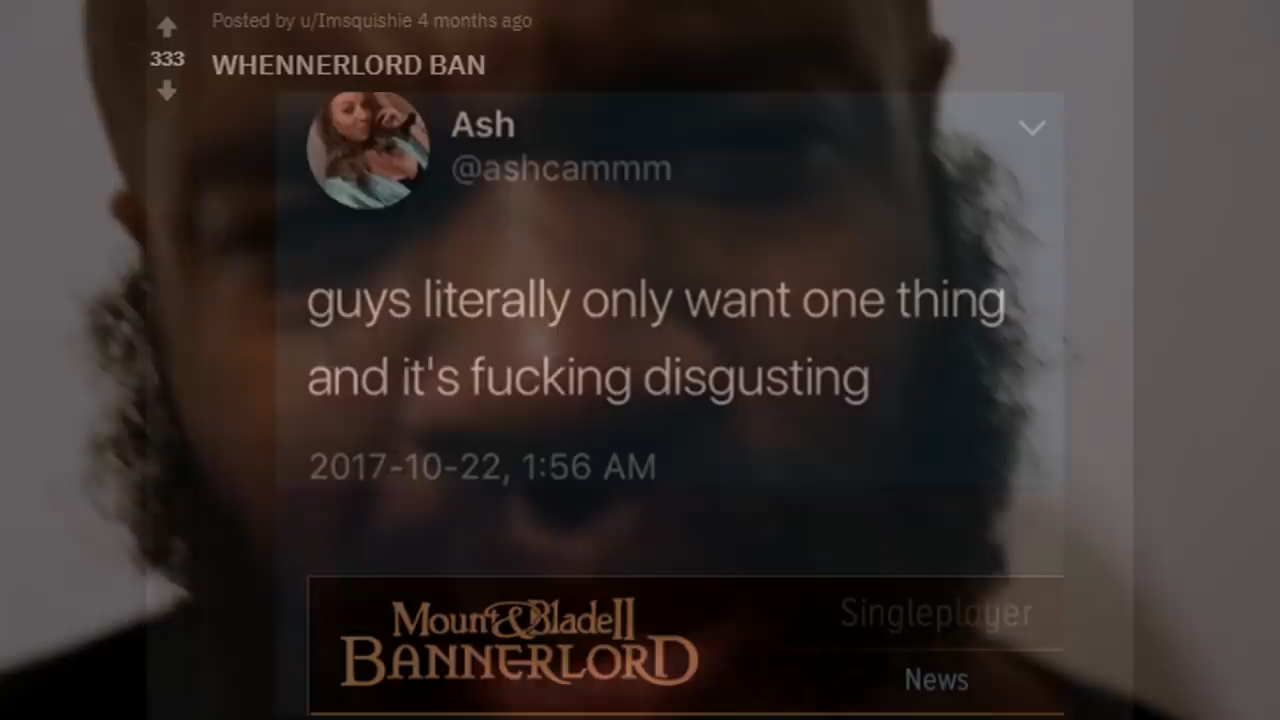 Posted by u/Imsquishie 4 months ago
333
WHENNERLORD BAN
Ash
@ashcammm
guys literally only want one thing
and it's fucking disgusting
2017-10-22, 1:56 AM
Mount & Blade II
BANNERLORD
Singleplayer
News